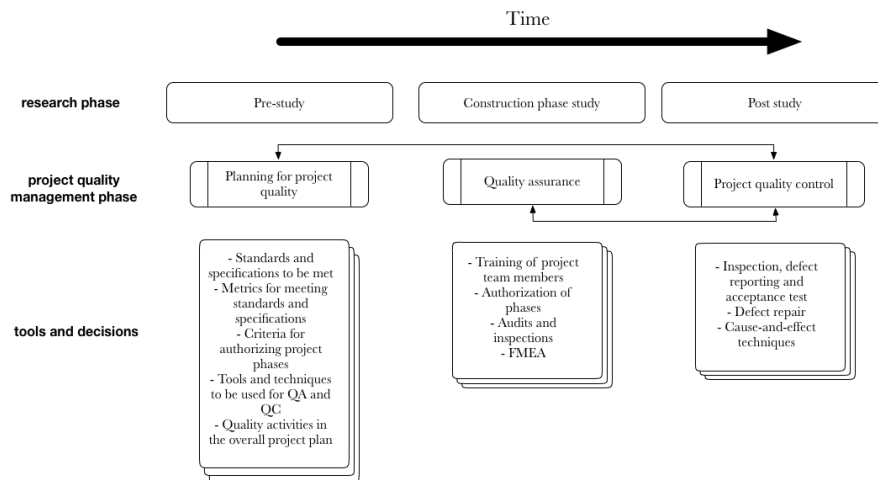 Time
research phase
Pre-study
Construction phase study
Post study
project quality
management phase
Planning for project
quality
Quality assurance
Project quality control
tools and decisions
- Standards and
specifications to be met
- Metrics for meeting
standards and
specifications
- Criteria for
authorizing project
phases
- Tools and techniques
to be used for QA and
QC
- Quality activities in
the overall project plan
- Training of project
team members
- Authorization of
phases
- Audits and
inspections
- FMEA
- Inspection, defect
reporting and
acceptance test
- Defect repair
- Cause-and-effect
techniques